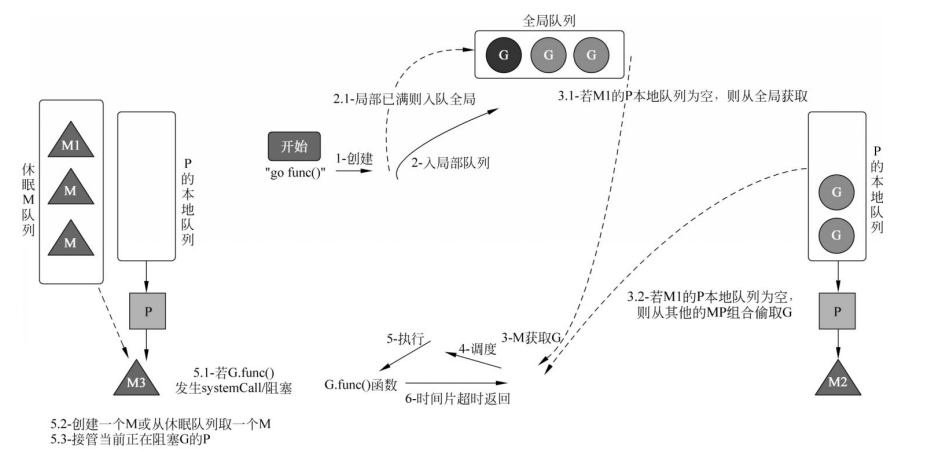 全局队列
G G G
2.1-局部已满则入队全局
3.1-若M1的P本地队列为空，则从全局获取
开始
"go func()"
1-创建
2-入局部队列
休眠M队列
M1
M
M
P的本地队列
P
M3
P的本地队列
G
G
P
M2
3.2-若M1的P本地队列为空，
则从其他的MP组合偷取G
3-M获取G
4-调度
5-执行
G.func()函数
6-时间片超时返回
5.1-若G.func()
发生systemCall/阻塞
5.2-创建一个M或从休眠队列取一个M
5.3-接管当前正在阻塞G的P